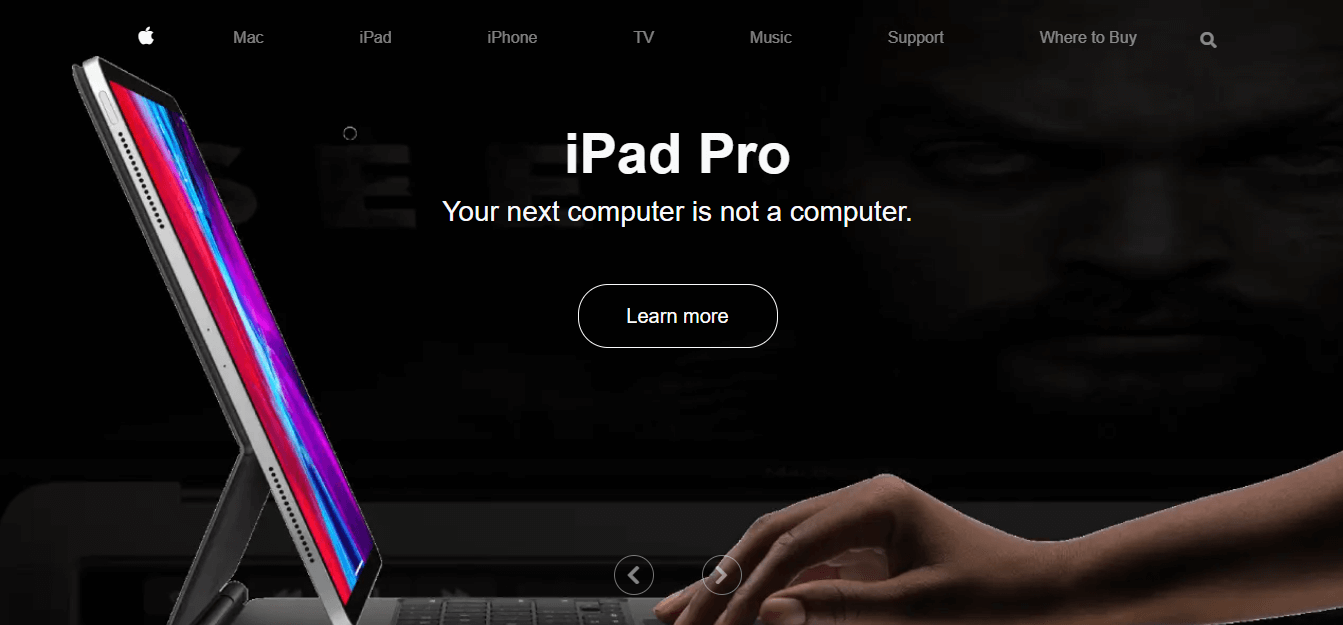 Mac iPad iPhone TV Music Support Where to Buy
SEE
iPad Pro
Your next computer is not a computer.
Learn more